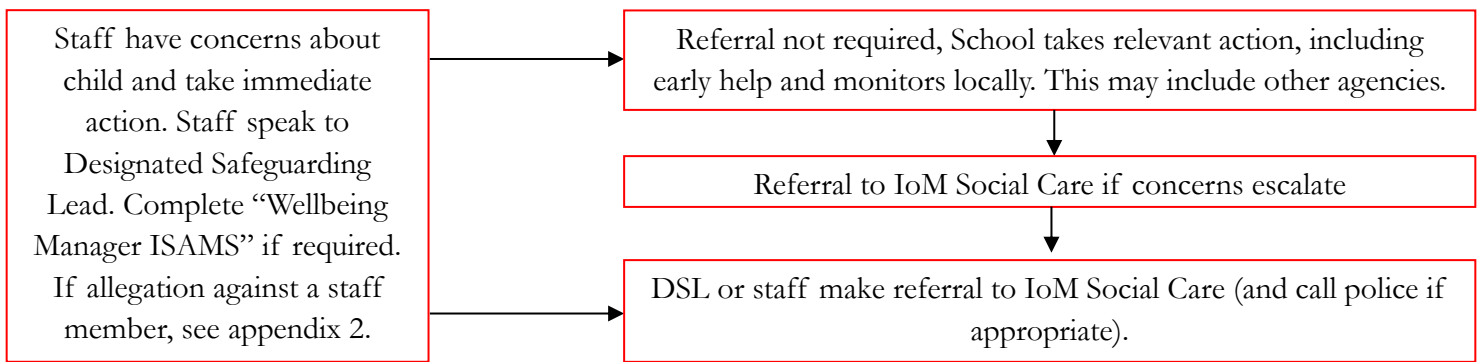 Staff have concerns about
child and take immediate
action. Staff speak to
Designated Safeguarding
Lead. Complete “Wellbeing
Manager ISAMS” if required.
If allegation against a staff
member, see appendix 2.
Referral not required, School takes relevant action, including
early help and monitors locally. This may include other agencies.
Referral to IoM Social Care if concerns escalate
DSL or staff make referral to IoM Social Care (and call police if
appropriate).